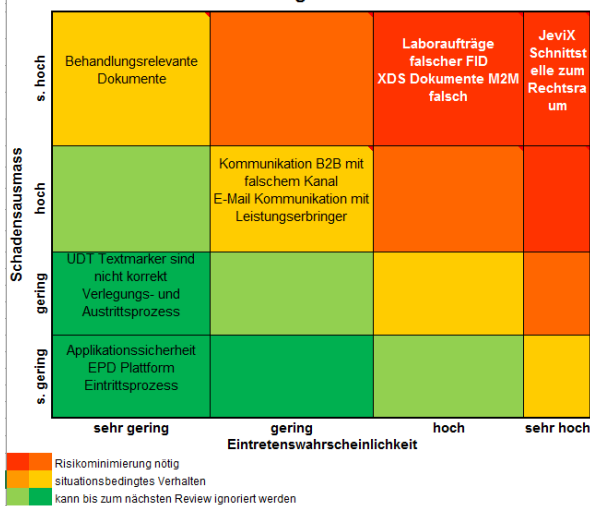 Behandlungsrelevante
Dokumente
Laboraufträge
falscher FID
XDS Dokumente M2M
falsch
JeviX
Schnittst
elle zum
Rechtsra
um
s. hoch
Kommunikation B2B mit
falschem Kanal
E-Mail Kommunikation mit
Leistungserbringer
hoch
Schadensausmass
UDT Textmarker sind
nicht korrekt
Verlegungs- und
Austrittsprozess
gering
Applikationssicherheit
EPD Plattform
Eintrittsprozess
s. gering
sehr gering
gering
hoch
sehr hoch
Eintretenswahrscheinlichkeit
Risikominimierung nötig
situationsbedingtes Verhalten
kann bis zum nächsten Review ignoriert werden